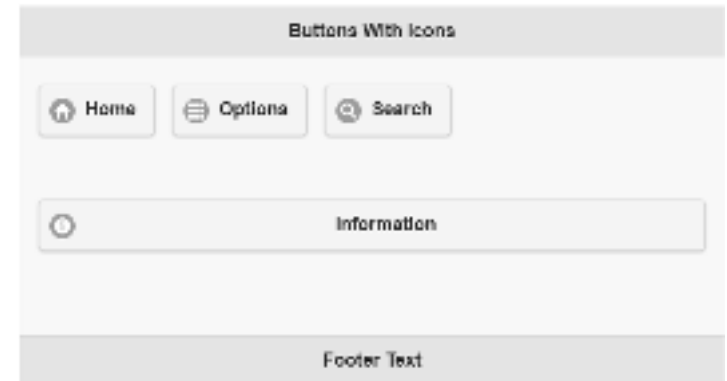 Buttons With Icons
Home Options Search
Information
Footer Text